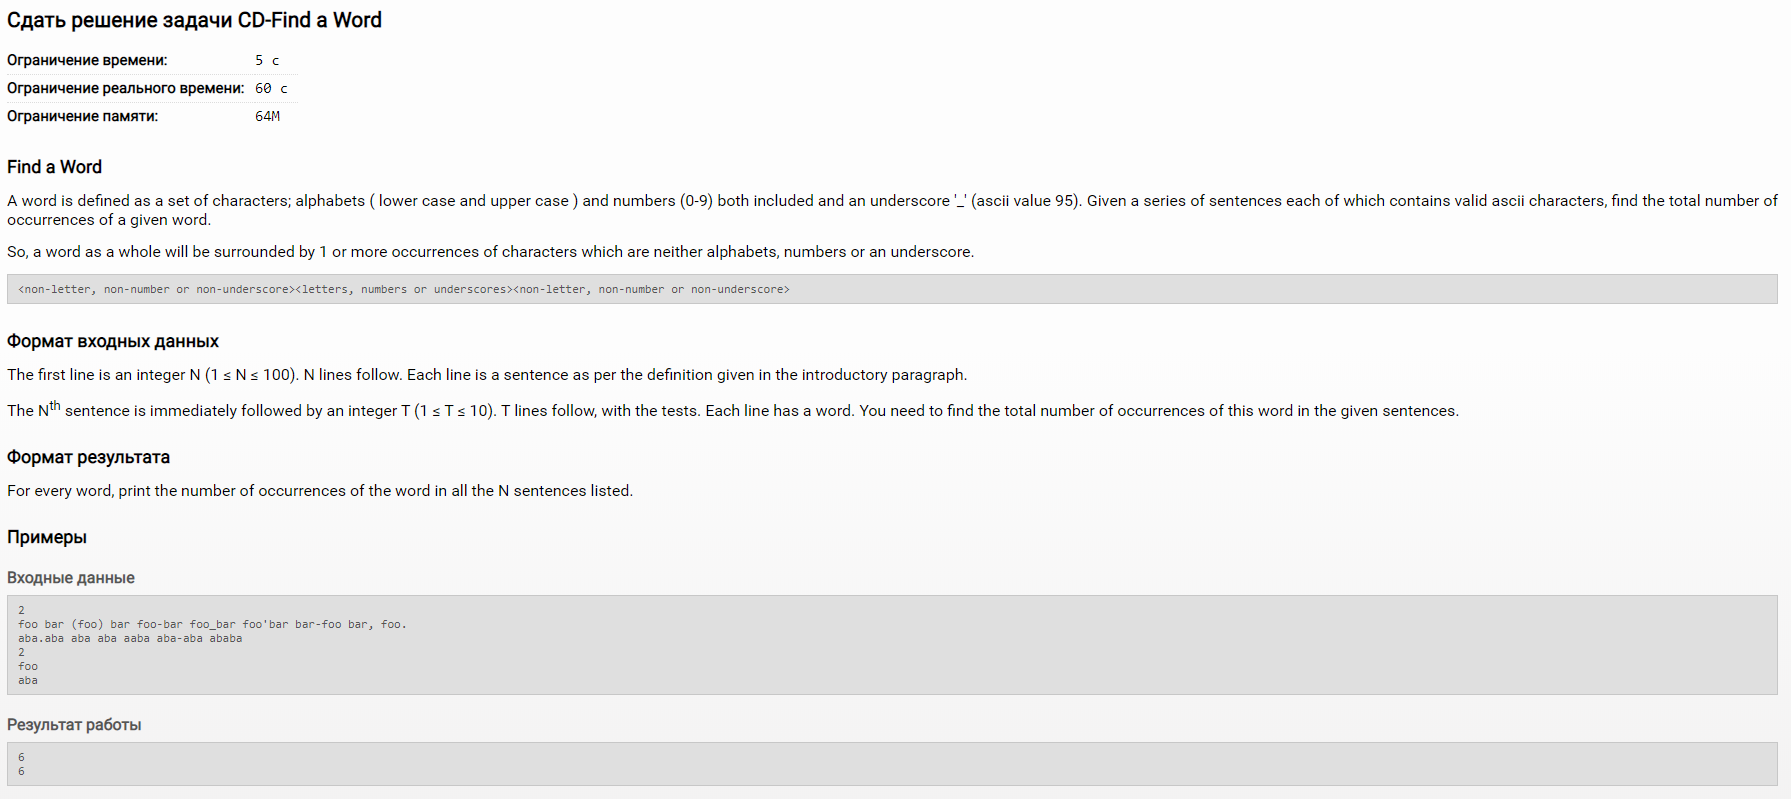 Сдать решение задачи CD-Find a Word
Ограничение времени: 5 с
Ограничение реального времени: 60 с
Ограничение памяти: 64M
Find a Word
A word is defined as a set of characters; alphabets ( lower case and upper case ) and numbers (0-9) both included and an underscore '_' (ascii value 95). Given a series of sentences each of which contains valid ascii characters, find the total number of
occurrences of a given word.
So, a word as a whole will be surrounded by 1 or more occurrences of characters which are neither alphabets, numbers or an underscore.
<non-letter, non-number or non-underscore><letters, numbers or underscores><non-letter, non-number or non-underscore>
Формат входных данных
The first line is an integer N (1 ≤ N ≤ 100). N lines follow. Each line is a sentence as per the definition given in the introductory paragraph.
The Nth sentence is immediately followed by an integer T (1 ≤ T ≤ 10). T lines follow, with the tests. Each line has a word. You need to find the total number of occurrences of this word in the given sentences.
Формат результата
For every word, print the number of occurrences of the word in all the N sentences listed.
Примеры
Входные данные
2
foo bar (foo) bar foo-bar foo_bar foo'bar bar-foo bar, foo.
aba.aba aba aba aaba aba-aba ababa
2
foo
aba
Результат работы
6
6